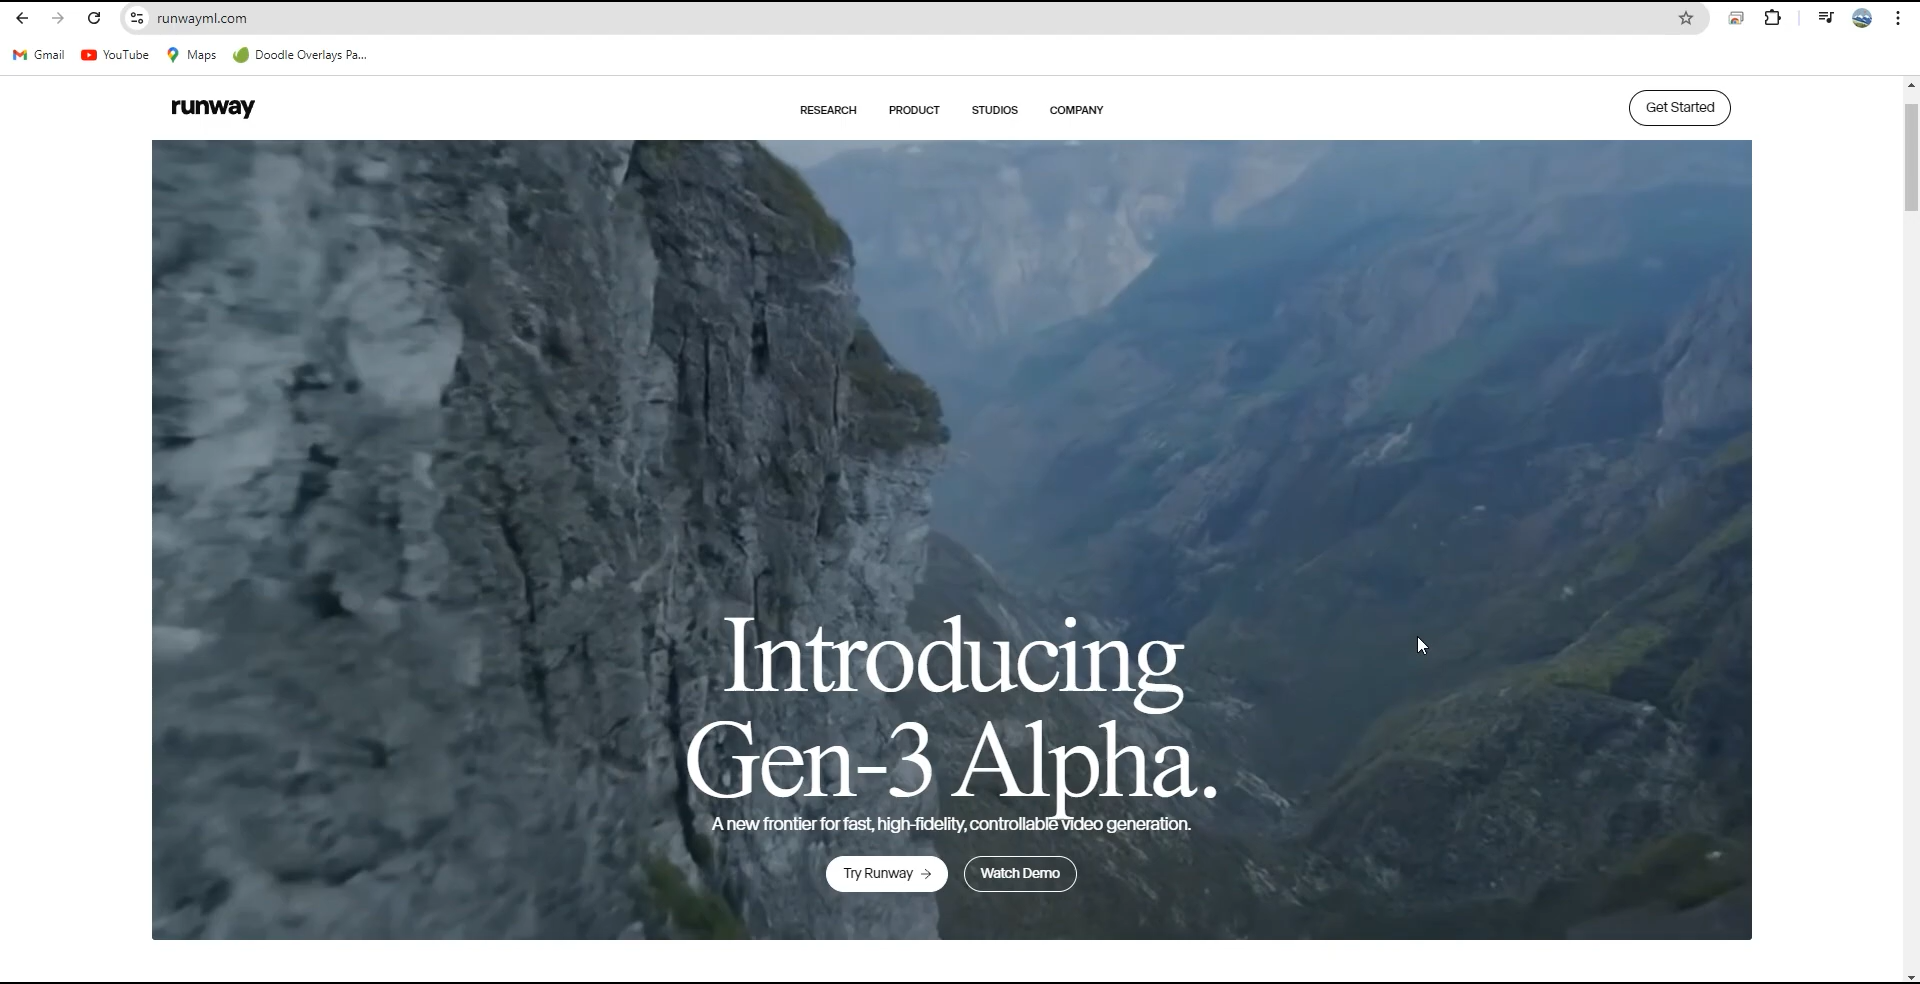 runwayml.com
Gmail YouTube Maps Doodle Overlays Pa...
runway RESEARCH PRODUCT STUDIOS COMPANY Get Started
Introducing
Gen-3 Alpha.
A new frontier for fast, high-fidelity, controllable video generation.
Try Runway → Watch Demo